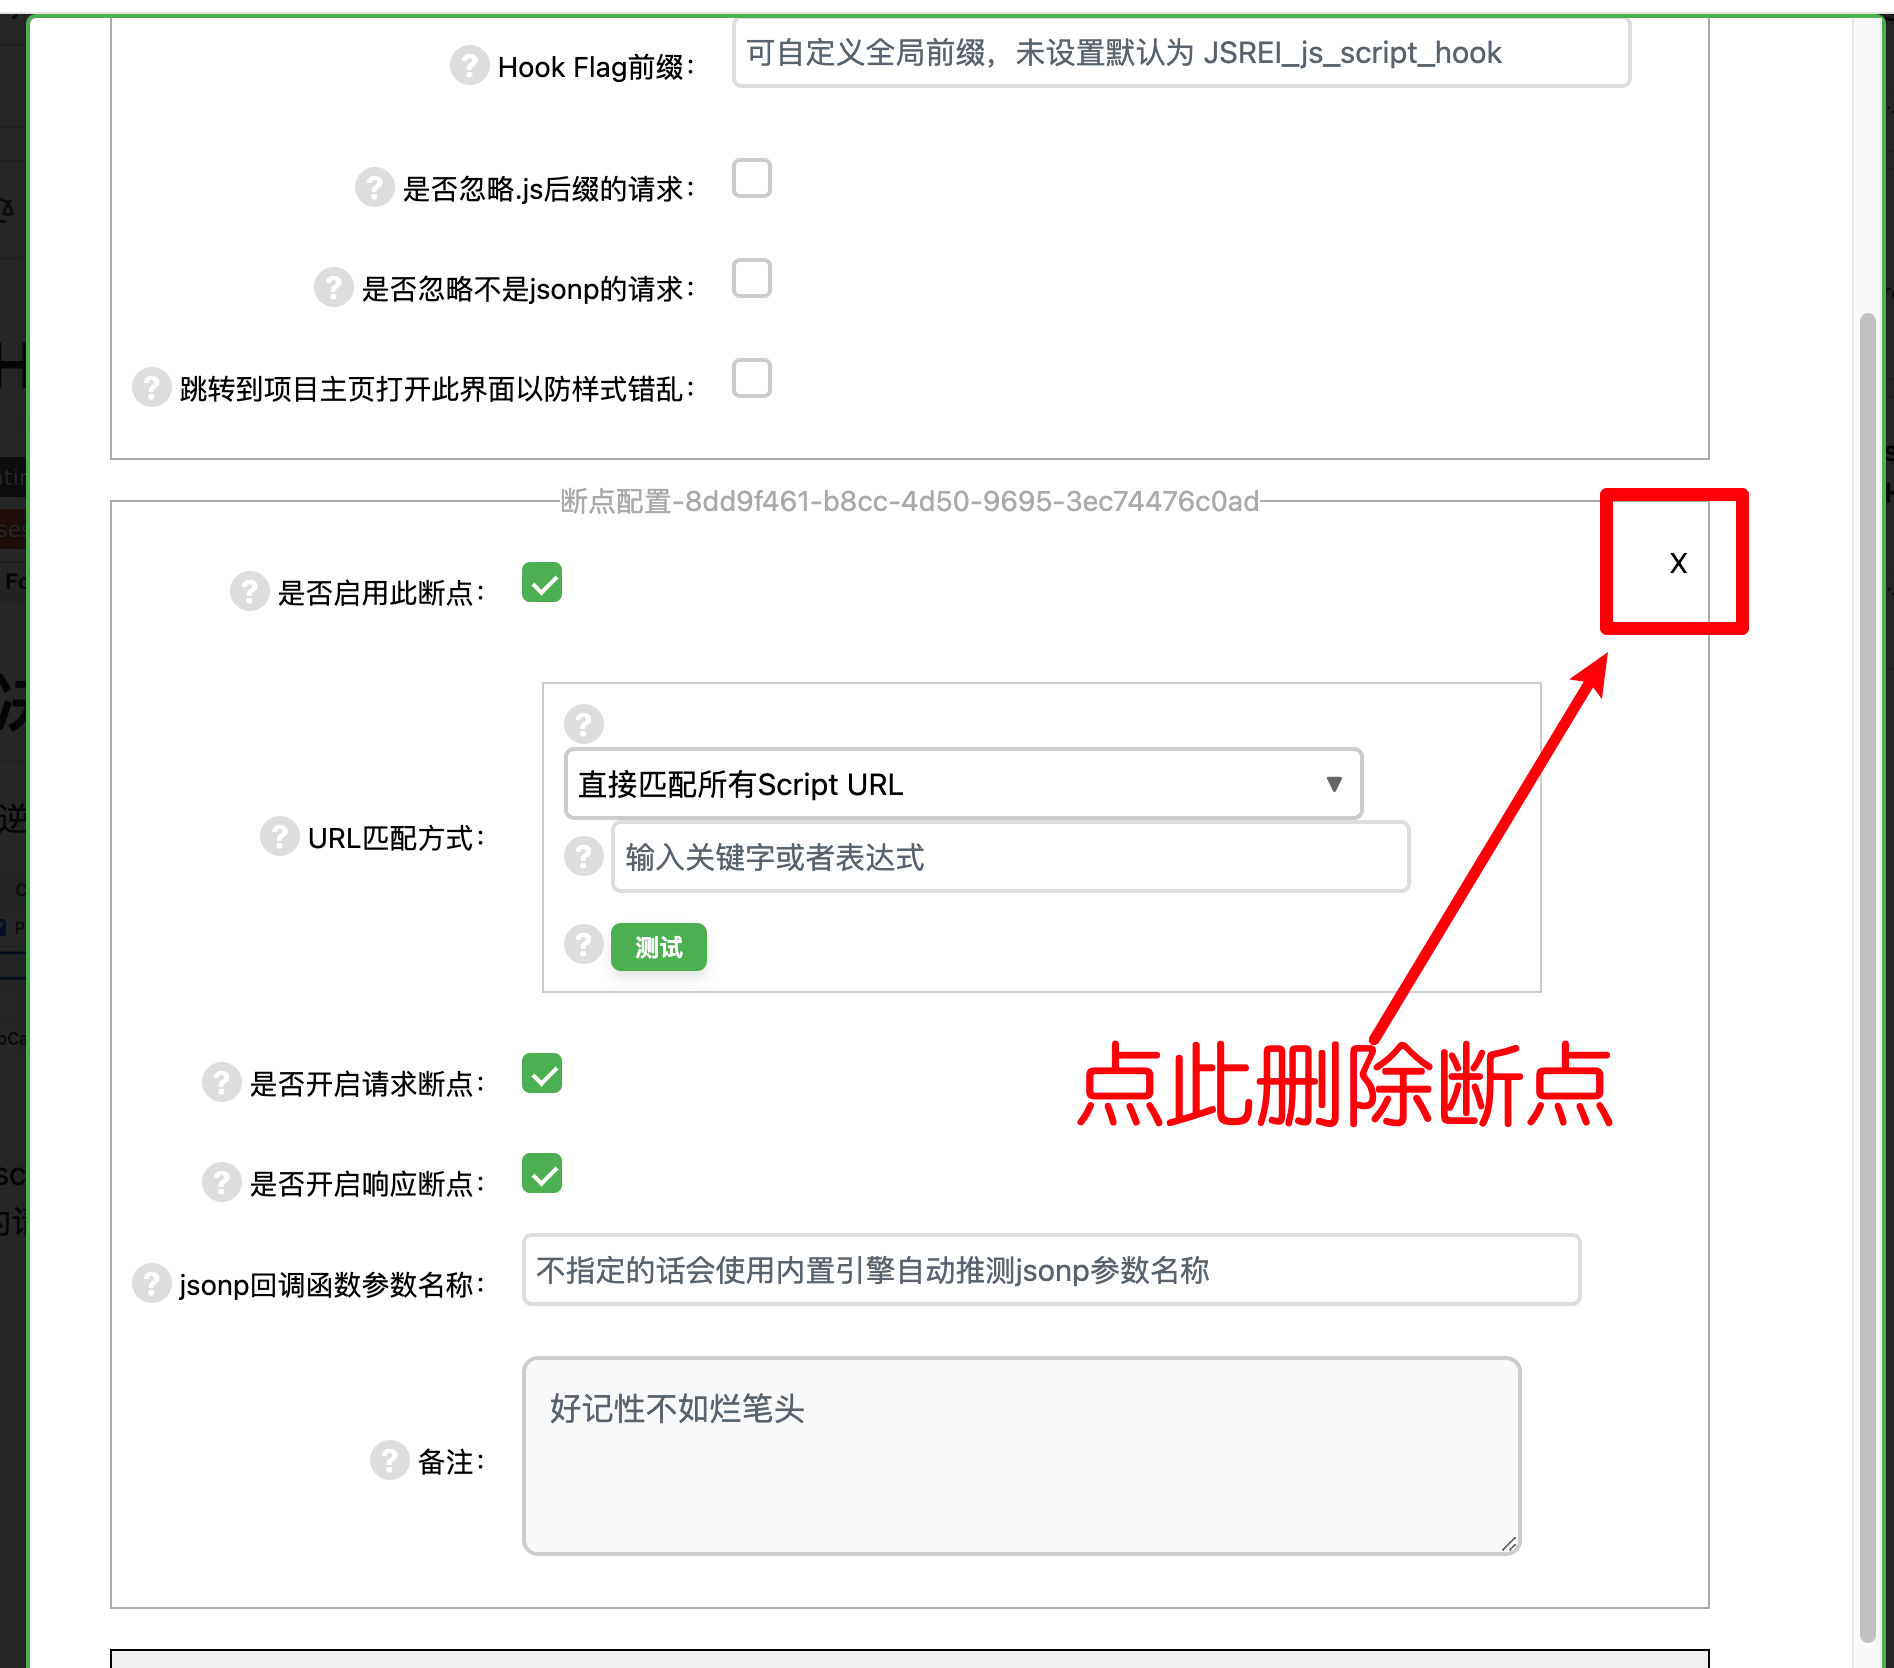 Hook Flag前缀：
可自定义全局前缀，未设置默认为 JSREI_js_script_hook
是否忽略.js后缀的请求：
是否忽略不是jsonp的请求：
跳转到项目主页打开此界面以防样式错乱：
断点配置-8dd9f461-b8cc-4d50-9695-3ec74476c0ad
X
是否启用此断点：
直接匹配所有Script URL
URL匹配方式：
输入关键字或者表达式
测试
点此删除断点
是否开启请求断点：
是否开启响应断点：
jsonp回调函数参数名称：
不指定的话会使用内置引擎自动推测jsonp参数名称
好记性不如烂笔头
备注：